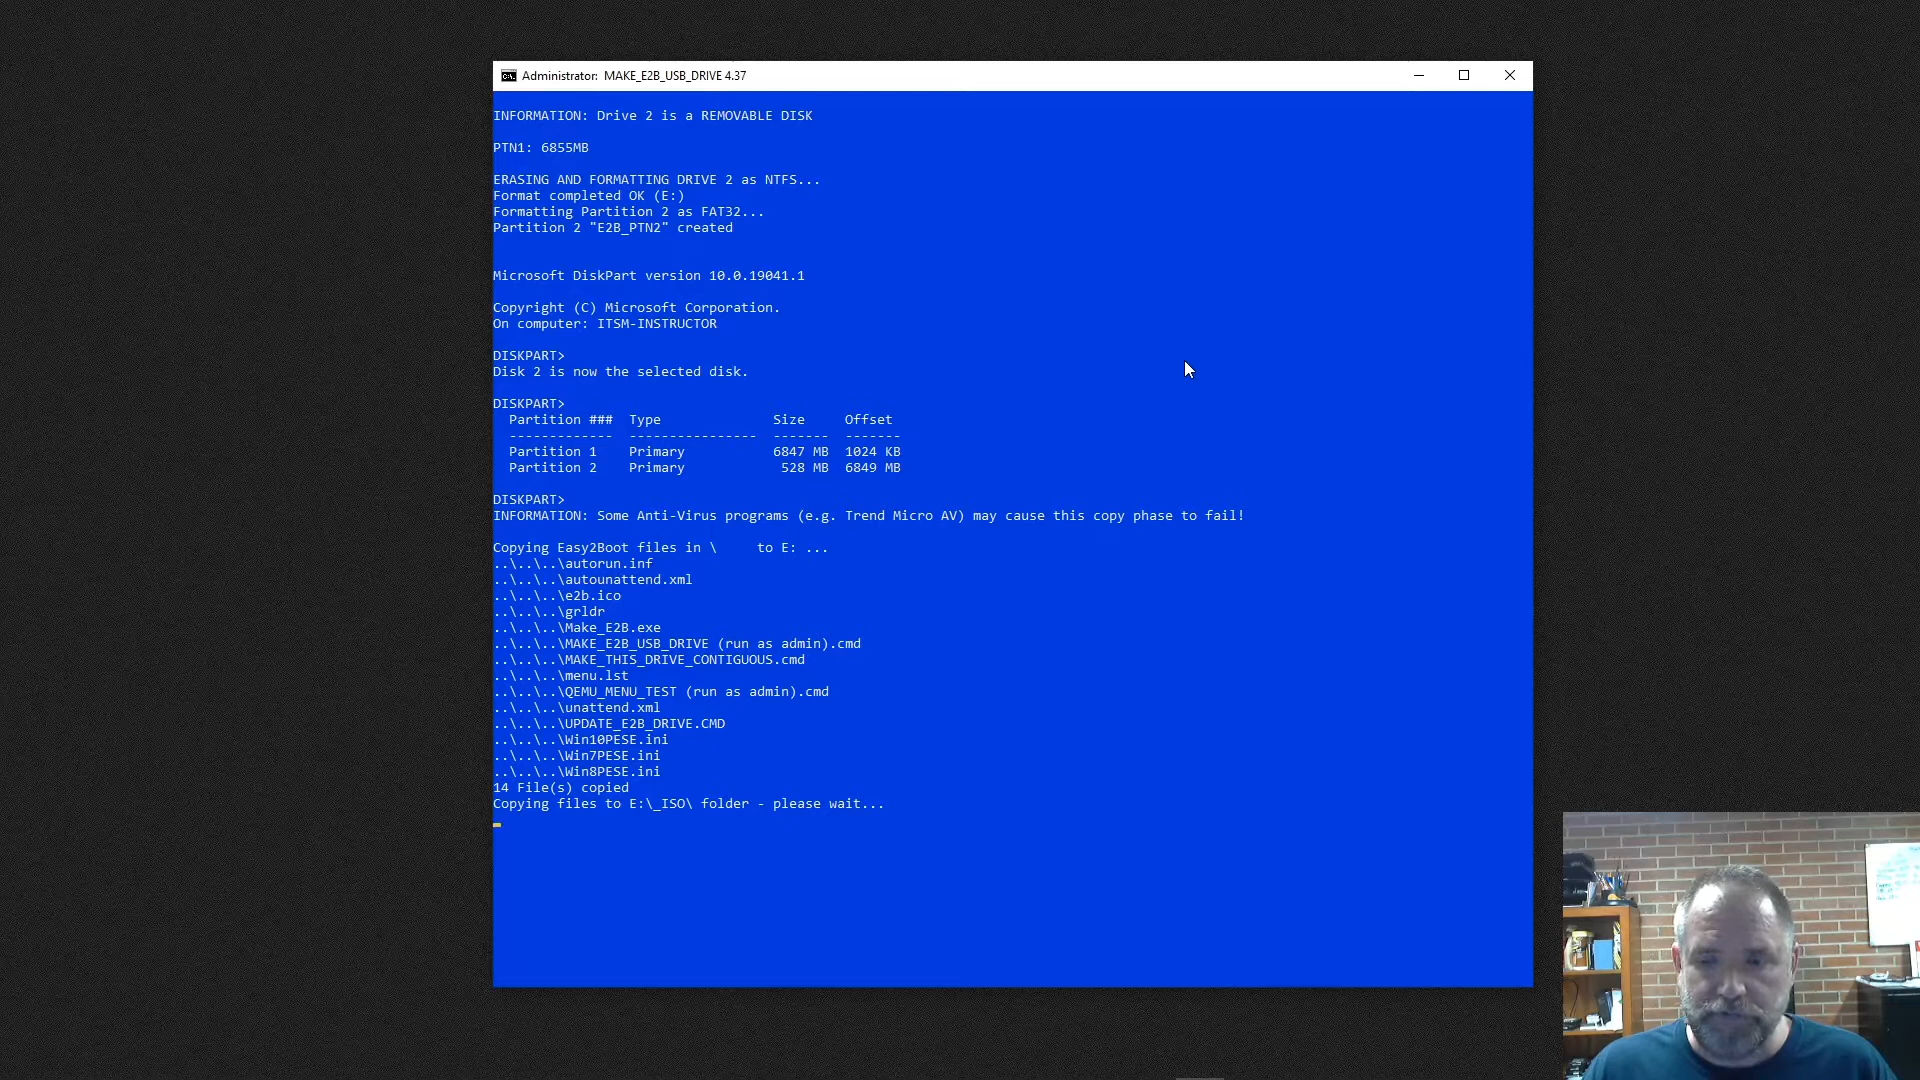 Administrator:  MAKE_E2B_USB_DRIVE 4.37
INFORMATION: Drive 2 is a REMOVABLE DISK
PTN1: 6855MB
ERASING AND FORMATTING DRIVE 2 as NTFS...
Format completed OK (E:)
Formatting Partition 2 as FAT32...
Partition 2 "E2B_PTN2" created
Microsoft DiskPart version 10.0.19041.1
Copyright (C) Microsoft Corporation.
On computer: ITSM-INSTRUCTOR
DISKPART>
Disk 2 is now the selected disk.
DISKPART>
  Partition ###  Type              Size     Offset
  -------------  ----------------  -------  -------
  Partition 1    Primary           6847 MB  1024 KB
  Partition 2    Primary            528 MB  6849 MB
DISKPART>
INFORMATION: Some Anti-Virus programs (e.g. Trend Micro AV) may cause this copy phase to fail!
Copying Easy2Boot files in \     to E: ...
..\..\..\autorun.inf
..\..\..\autounattend.xml
..\..\..\e2b.ico
..\..\..\grldr
..\..\..\Make_E2B.exe
..\..\..\MAKE_E2B_USB_DRIVE (run as admin).cmd
..\..\..\MAKE_THIS_DRIVE_CONTIGUOUS.cmd
..\..\..\menu.lst
..\..\..\QEMU_MENU_TEST (run as admin).cmd
..\..\..\unattend.xml
..\..\..\UPDATE_E2B_DRIVE.CMD
..\..\..\Win10PESE.ini
..\..\..\Win7PESE.ini
..\..\..\Win8PESE.ini
14 File(s) copied
Copying files to E:\_ISO\ folder - please wait...